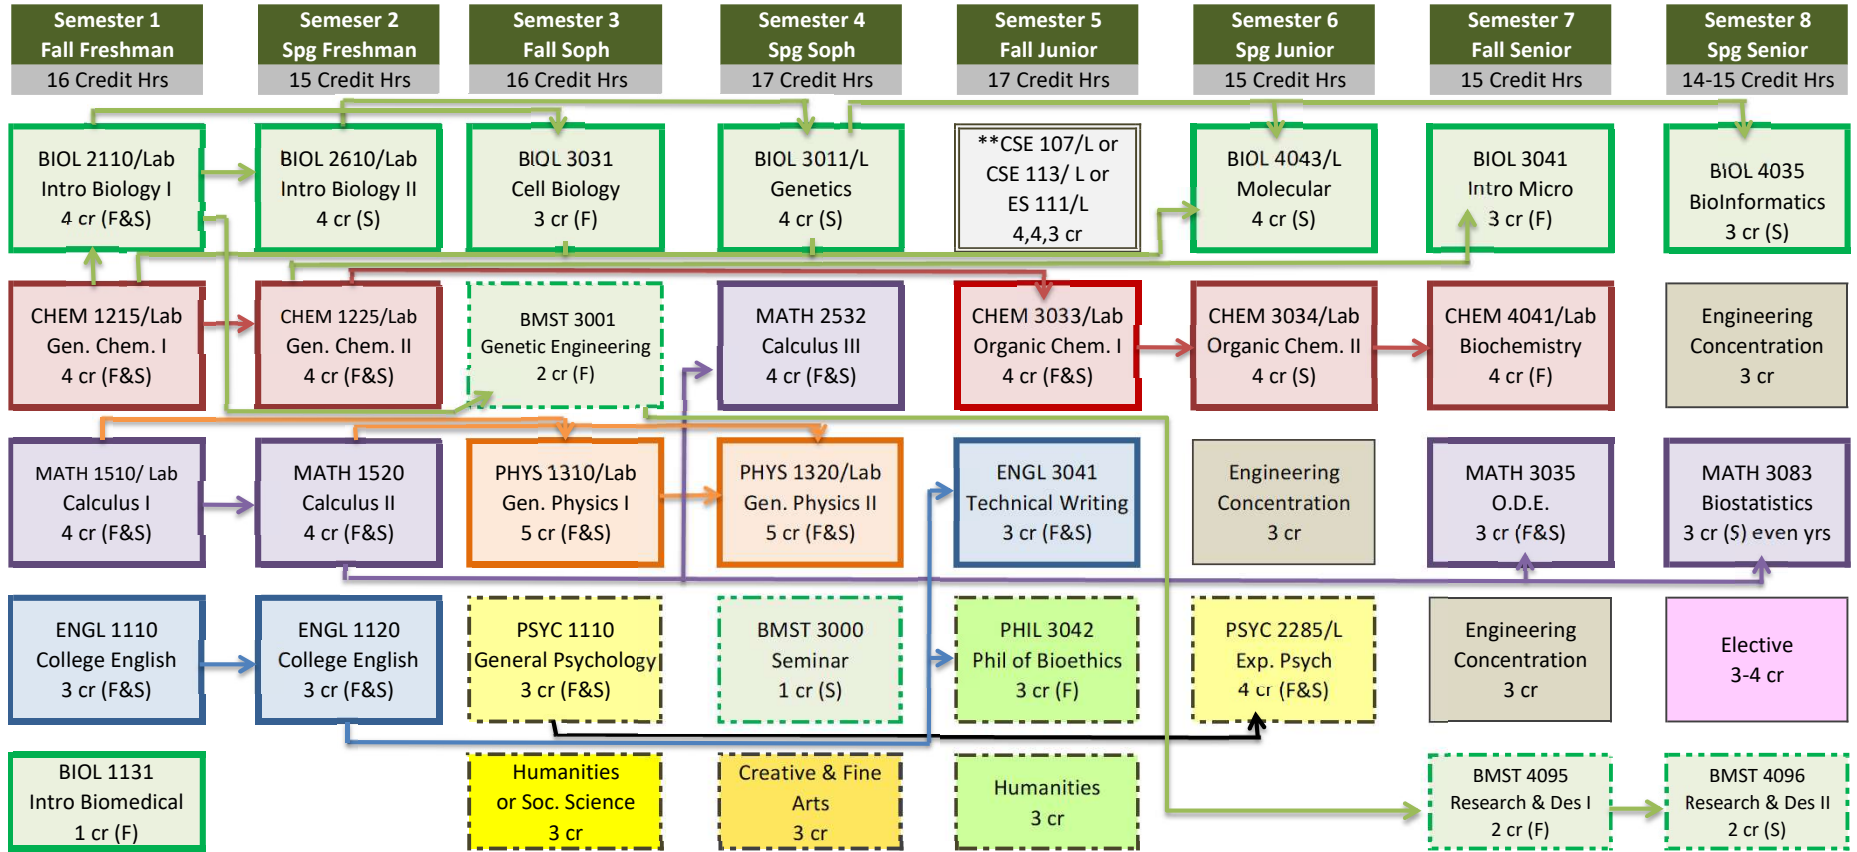 Semester 1
Fall Freshman
16 Credit Hrs
Semeser 2
Spg Freshman
15 Credit Hrs
Semester 3
Fall Soph
16 Credit Hrs
Semester 4
Spg Soph
17 Credit Hrs
Semester 5
Fall Junior
17 Credit Hrs
Semester 6
Spg Junior
15 Credit Hrs
Semester 7
Fall Senior
15 Credit Hrs
Semester 8
Spg Senior
14-15 Credit Hrs
BIOL 2110/Lab
Intro Biology I
4 cr (F&S)
BIOL 2610/Lab
Intro Biology II
4 cr (S)
BIOL 3031
Cell Biology
3 cr (F)
BIOL 3011/L
Genetics
4 cr (S)
**CSE 107/L or
CSE 113/ L or
ES 111/L
4,4,3 cr
BIOL 4043/L
Molecular
4 cr (S)
BIOL 3041
Intro Micro
3 cr (F)
BIOL 4035
BioInformatics
3 cr (S)
CHEM 1215/Lab
Gen. Chem. I
4 cr (F&S)
CHEM 1225/Lab
Gen. Chem. II
4 cr (F&S)
BMST 3001
Genetic Engineering
2 cr (F)
MATH 2532
Calculus III
4 cr (F&S)
CHEM 3033/Lab
Organic Chem. I
4 cr (F&S)
CHEM 3034/Lab
Organic Chem. II
4 cr (S)
CHEM 4041/Lab
Biochemistry
4 cr (F)
Engineering
Concentration
3 cr
MATH 1510/ Lab
Calculus I
4 cr (F&S)
MATH 1520
Calculus II
4 cr (F&S)
PHYS 1310/Lab
Gen. Physics I
5 cr (F&S)
PHYS 1320/Lab
Gen. Physics II
5 cr (F&S)
ENGL 3041
Technical Writing
3 cr (F&S)
Engineering
Concentration
3 cr
MATH 3035
O.D.E.
3 cr (F&S)
MATH 3083
Biostatistics
3 cr (S) even yrs
ENGL 1110
College English
3 cr (F&S)
ENGL 1120
College English
3 cr (F&S)
PSYC 1110
General Psychology
3 cr (F&S)
BMST 3000
Seminar
1 cr (S)
PHIL 3042
Phil of Bioethics
3 cr (F)
PSYC 2285/L
Exp. Psych
4 cr (F&S)
Engineering
Concentration
3 cr
Elective
3-4 cr
BIOL 1131
Intro Biomedical
1 cr (F)
Humanities
or Soc. Science
3 cr
Creative & Fine
Arts
3 cr
Humanities
3 cr
BMST 4095
Research & Des I
2 cr (F)
BMST 4096
Research & Des II
2 cr (S)